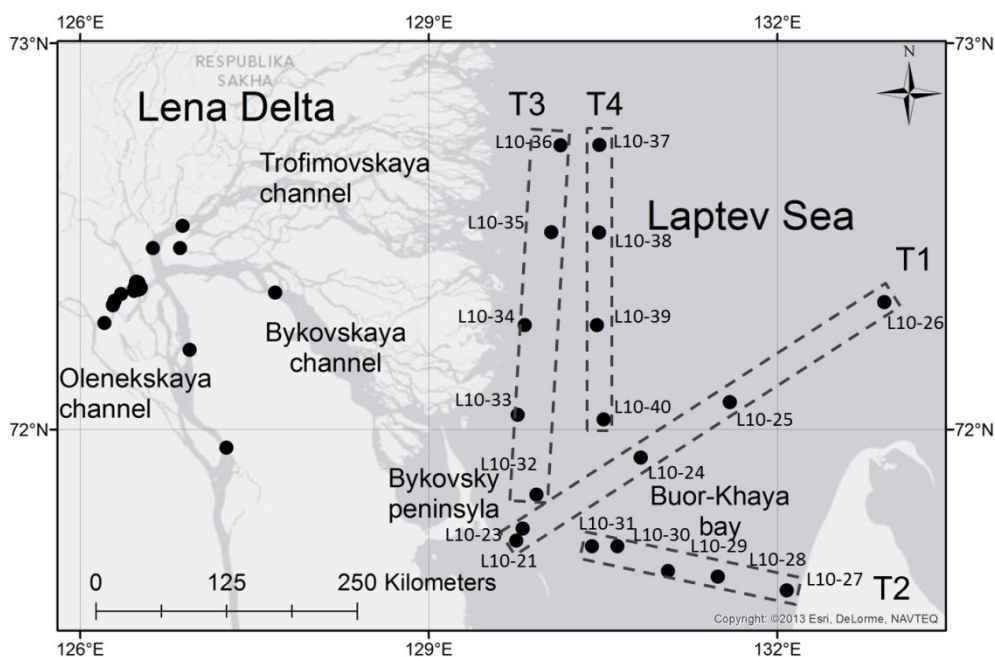 126°E
129°E
132°E
73°N
73°N
N
RESPUBLIKA
SAKHA
Lena Delta
T3
T4
Trofimovskaya
channel
L10-36
L10-37
Laptev Sea
L10-35
L10-38
T1
L10-26
L10-34
L10-39
Bykovskaya
channel
Olenekskaya
channel
L10-33
L10-40
L10-25
72°N
72°N
L10-32
L10-24
Bykovsky
peninsyla
Buor-Khaya
bay
L10-23
L10-21
L10-31
L10-30
L10-29
L10-28
L10-27
T2
0
125
250 Kilometers
Copyright: ©2013 Esri, DeLorme, NAVTEQ
126°E
129°E
132°E